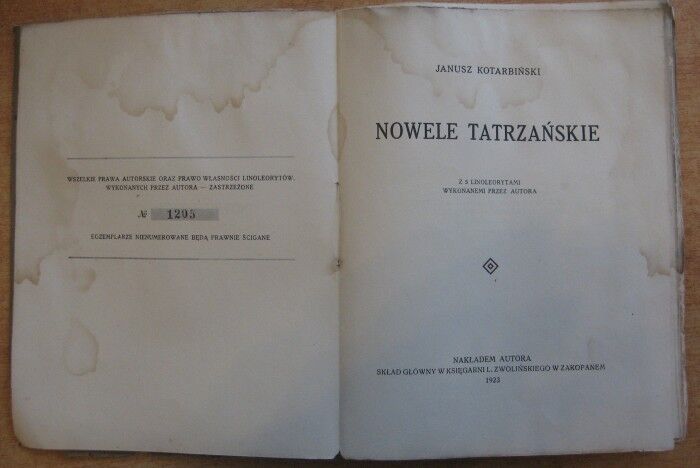 WSZELKIE PRAWA AUTORSKIE ORAZ PRAWO WŁASNOŚCI LINOLEORYTÓW,
WYKONANYCH PRZEZ AUTORA — ZASTRZEŻONE
№ 1295
EGZEMPLARZE NIENUMEROWANE BĘDĄ PRAWNIE ŚCIGANE
JANUSZ KOTARBIŃSKI
NOWELE TATRZAŃSKIE
Z 5 LINOLEORYTAMI
WYKONANEMI PRZEZ AUTORA
NAKŁADEM AUTORA
SKŁAD GŁÓWNY W KSIĘGARNI L. ZWOLIŃSKIEGO W ZAKOPANEM
1923